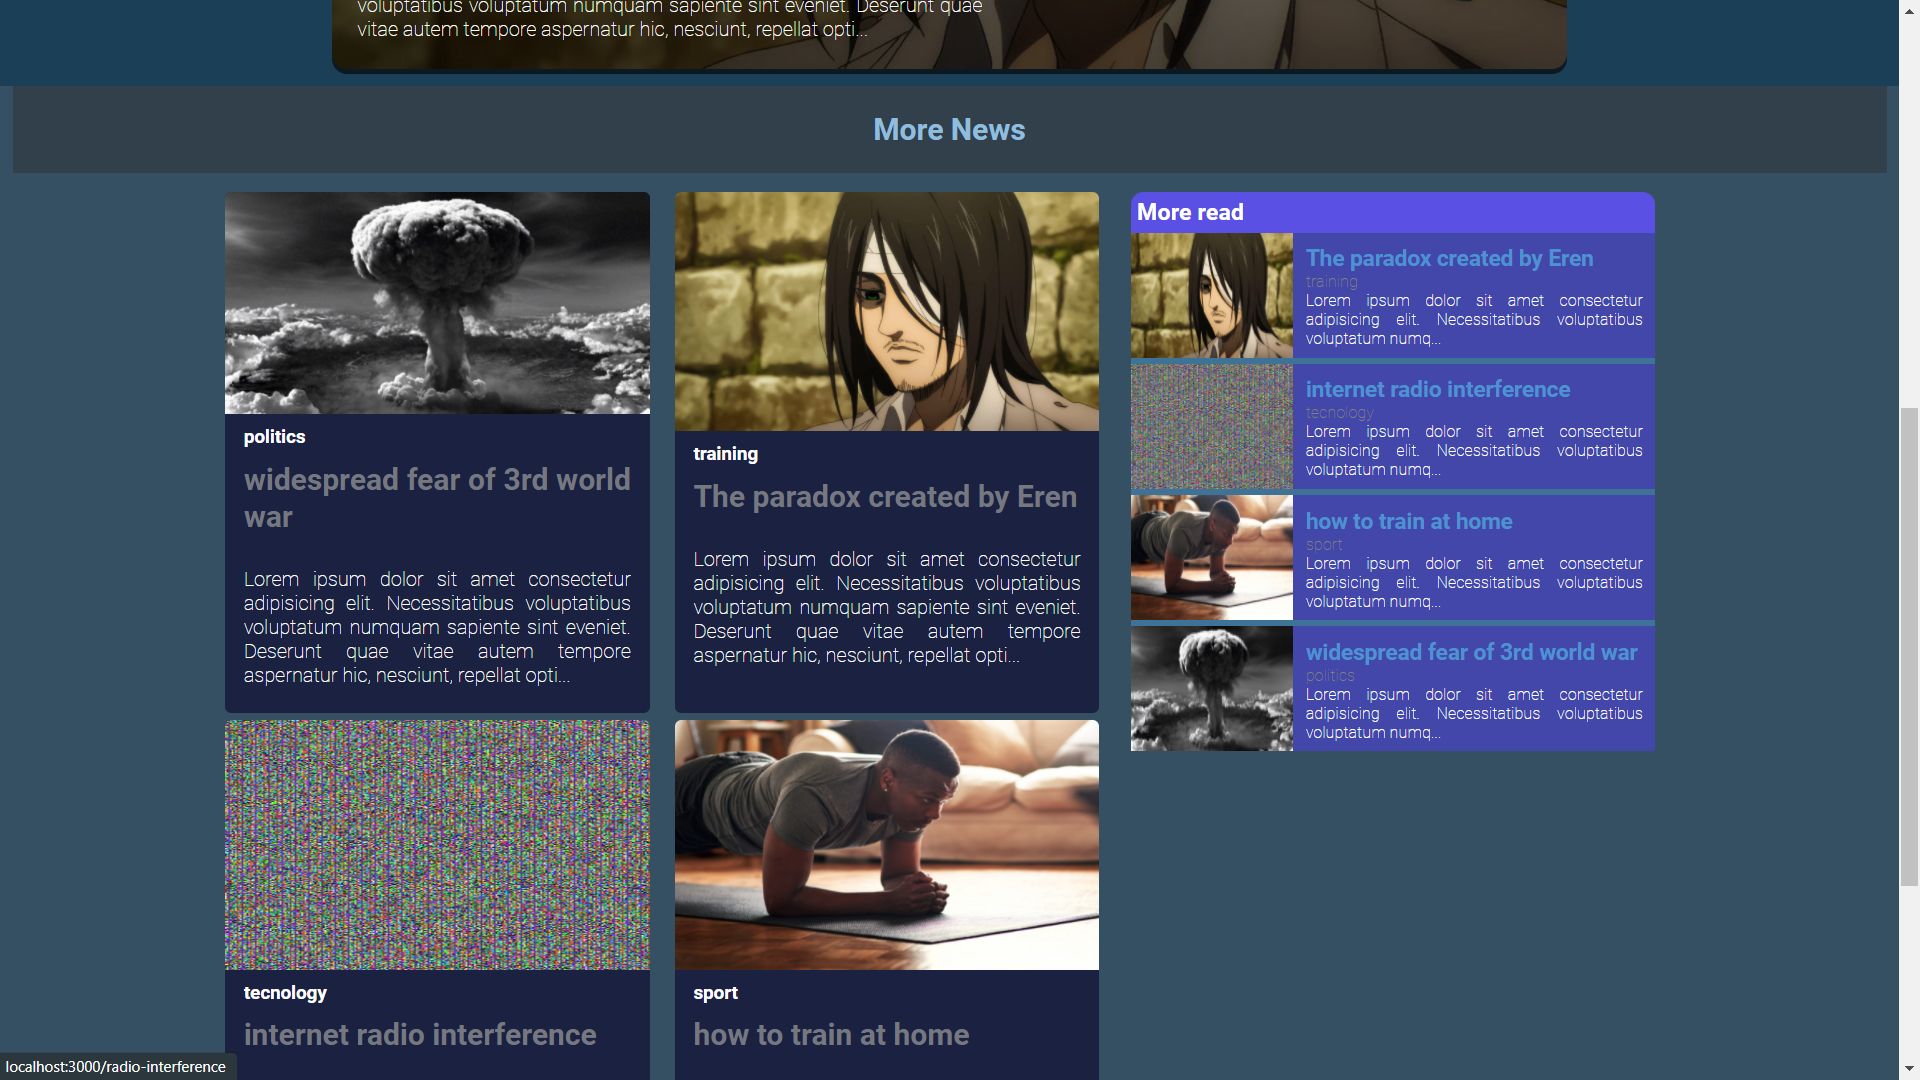 voluptatibus voluptatum numquam sapiente sint eveniet. Deserunt quae
vitae autem tempore aspernatur hic, nesciunt, repellat opti...
More News
politics
widespread fear of 3rd world
war
Lorem ipsum dolor sit amet consectetur
adipisicing elit. Necessitatibus voluptatibus
voluptatum numquam sapiente sint eveniet.
Deserunt quae vitae autem tempore
aspernatur hic, nesciunt, repellat opti...
training
The paradox created by Eren
Lorem ipsum dolor sit amet consectetur
adipisicing elit. Necessitatibus voluptatibus
voluptatum numquam sapiente sint eveniet.
Deserunt quae vitae autem tempore
aspernatur hic, nesciunt, repellat opti...
More read
The paradox created by Eren
training
Lorem ipsum dolor sit amet consectetur
adipisicing elit. Necessitatibus voluptatibus
voluptatum numq...
internet radio interference
tecnology
Lorem ipsum dolor sit amet consectetur
adipisicing elit. Necessitatibus voluptatibus
voluptatum numq...
how to train at home
sport
Lorem ipsum dolor sit amet consectetur
adipisicing elit. Necessitatibus voluptatibus
voluptatum numq...
widespread fear of 3rd world war
politics
Lorem ipsum dolor sit amet consectetur
adipisicing elit. Necessitatibus voluptatibus
voluptatum numq...
tecnology
internet radio interference
sport
how to train at home
localhost:3000/radio-interference